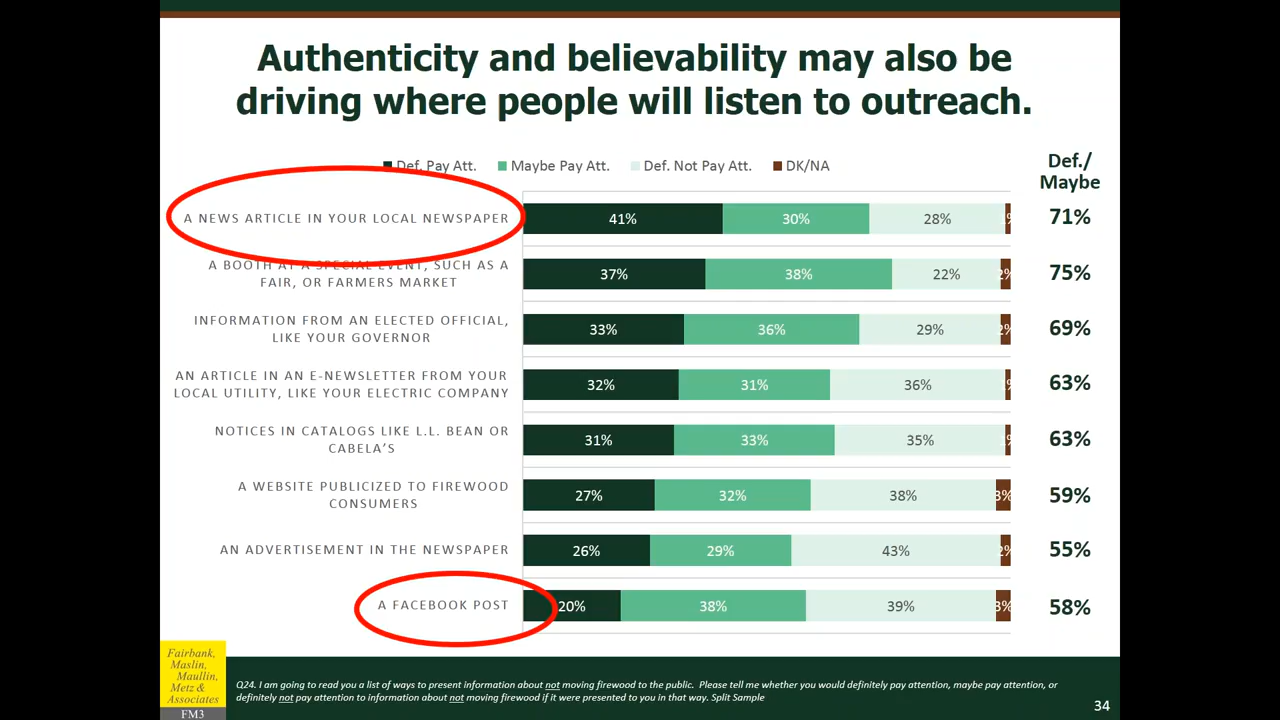 Authenticity and believability may also be
driving where people will listen to outreach.
Def. Pay Att. Maybe Pay Att. Def. Not Pay Att. DK/NA
Def./
Maybe
A NEWS ARTICLE IN YOUR LOCAL NEWSPAPER 41% 30% 28% 71%
A BOOTH AT A SPECIAL EVENT, SUCH AS A
FAIR, OR FARMERS MARKET
37% 38% 22% 2% 75%
INFORMATION FROM AN ELECTED OFFICIAL,
LIKE YOUR GOVERNOR
33% 36% 29% 2% 69%
AN ARTICLE IN AN E-NEWSLETTER FROM YOUR
LOCAL UTILITY, LIKE YOUR ELECTRIC COMPANY
32% 31% 36% 63%
NOTICES IN CATALOGS LIKE L.L. BEAN OR
CABELA'S
31% 33% 35% 63%
A WEBSITE PUBLICIZED TO FIREWOOD
CONSUMERS
27% 32% 38% 3% 59%
AN ADVERTISEMENT IN THE NEWSPAPER 26% 29% 43% 2% 55%
A FACEBOOK POST 20% 38% 39% 3% 58%
Fairbank,
Maslin,
Maullin,
Metz &
Associates
FM3
Q24. I am going to read you a list of ways to present information about not moving firewood to the public. Please tell me whether you would definitely pay attention, maybe pay attention, or
definitely not pay attention to information about not moving firewood if it were presented to you in that way. Split Sample
34